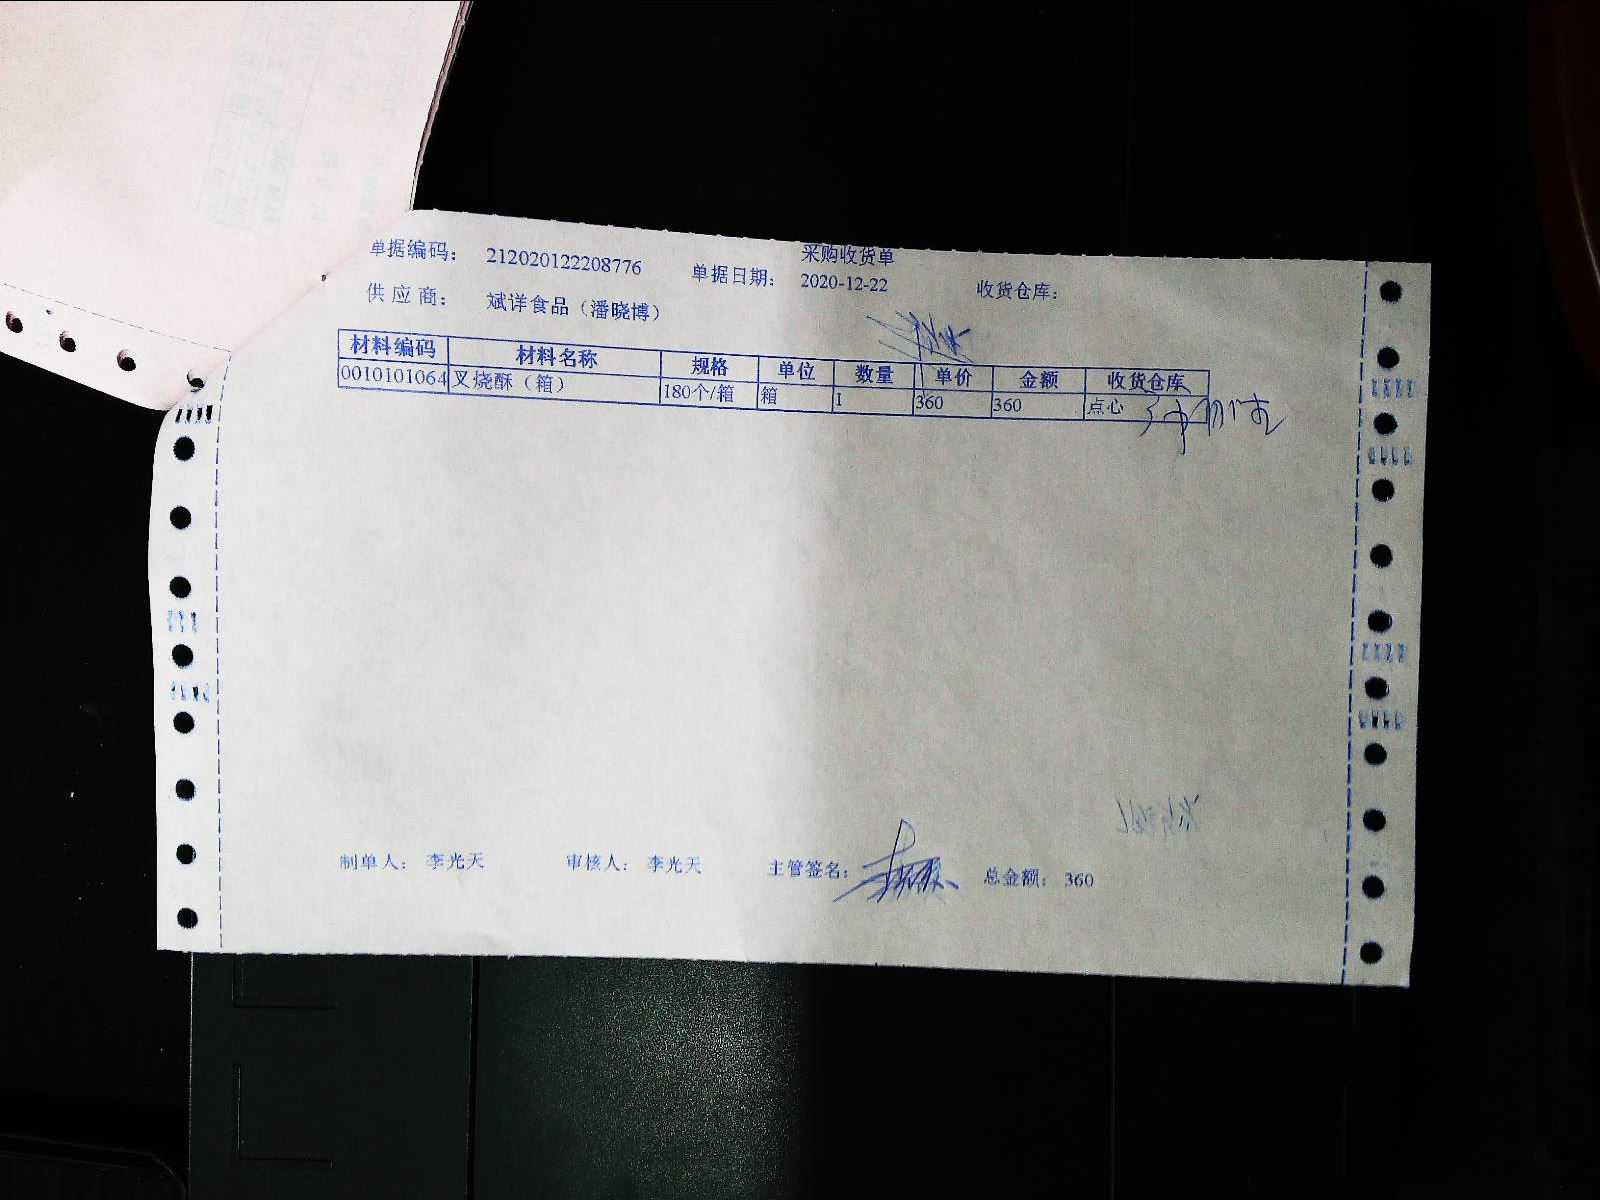 采购收货单
单据编码： 212020122208776 单据日期： 2020-12-22 收货仓库：
供应商： 斌详食品（潘晓博）
材料编码 材料名称 规格 单位 数量 单价 金额 收货仓库
0010101064 叉烧酥（箱） 180个/箱 箱 1 360 360 点心
制单人： 李光天 审核人： 李光天 主管签名： 总金额： 360